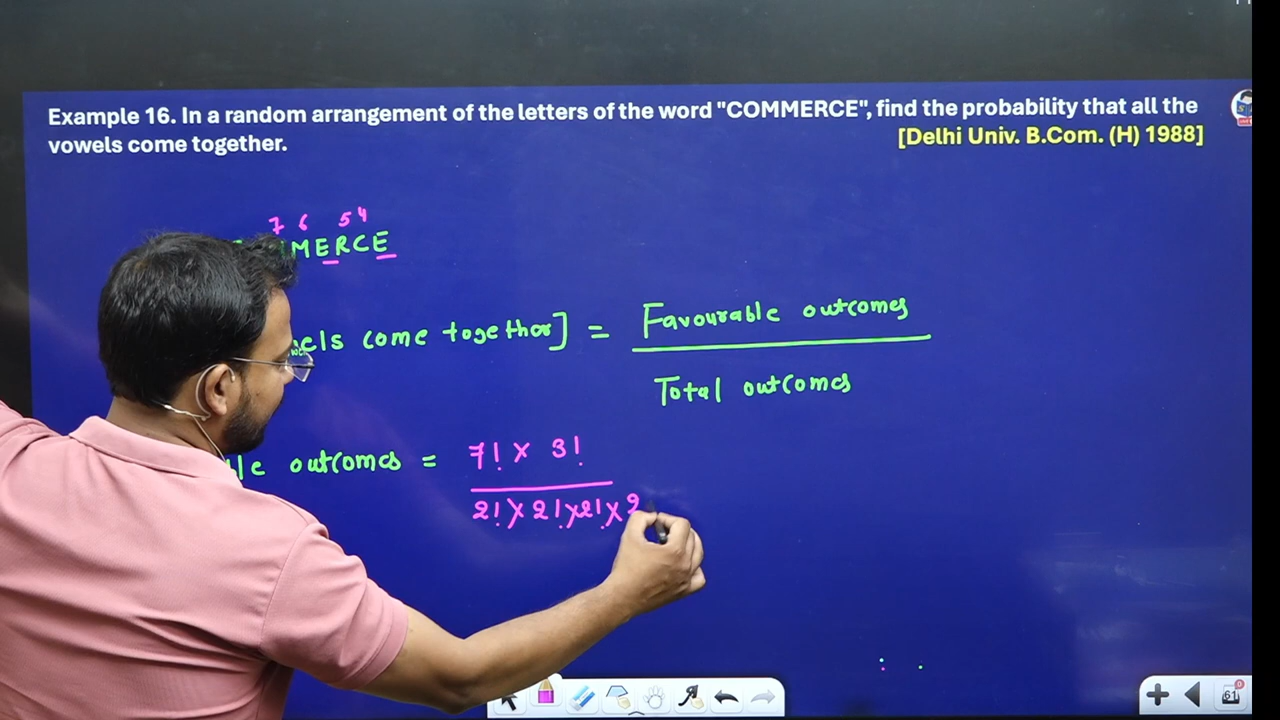 Example 16. In a random arrangement of the letters of the word "COMMERCE", find the probability that all the
vowels come together. [Delhi Univ. B.Com. (H) 1988]
7 6 5 4
MERCE
come together] = Favourable outcomes
Total outcomes
outcomes = 7! × 3!
2! × 2! × 2! × 2
61